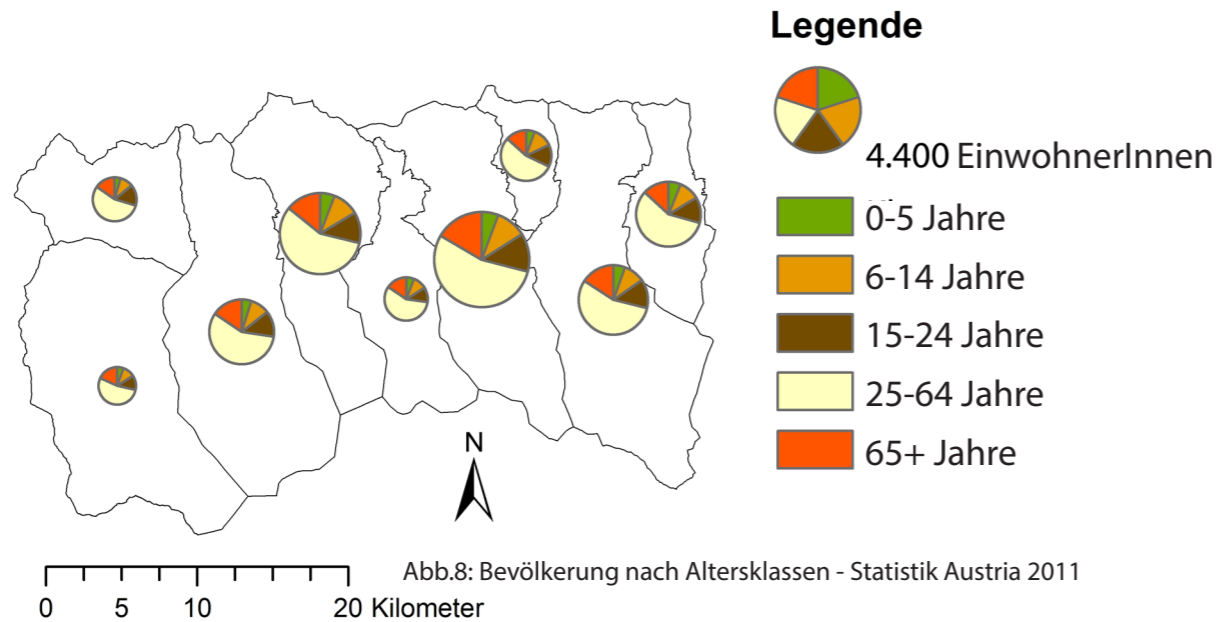 Legende
4.400 EinwohnerInnen
0-5 Jahre
6-14 Jahre
15-24 Jahre
25-64 Jahre
65+ Jahre
N
Abb.8: Bevölkerung nach Altersklassen - Statistik Austria 2011
0 5 10 20 Kilometer